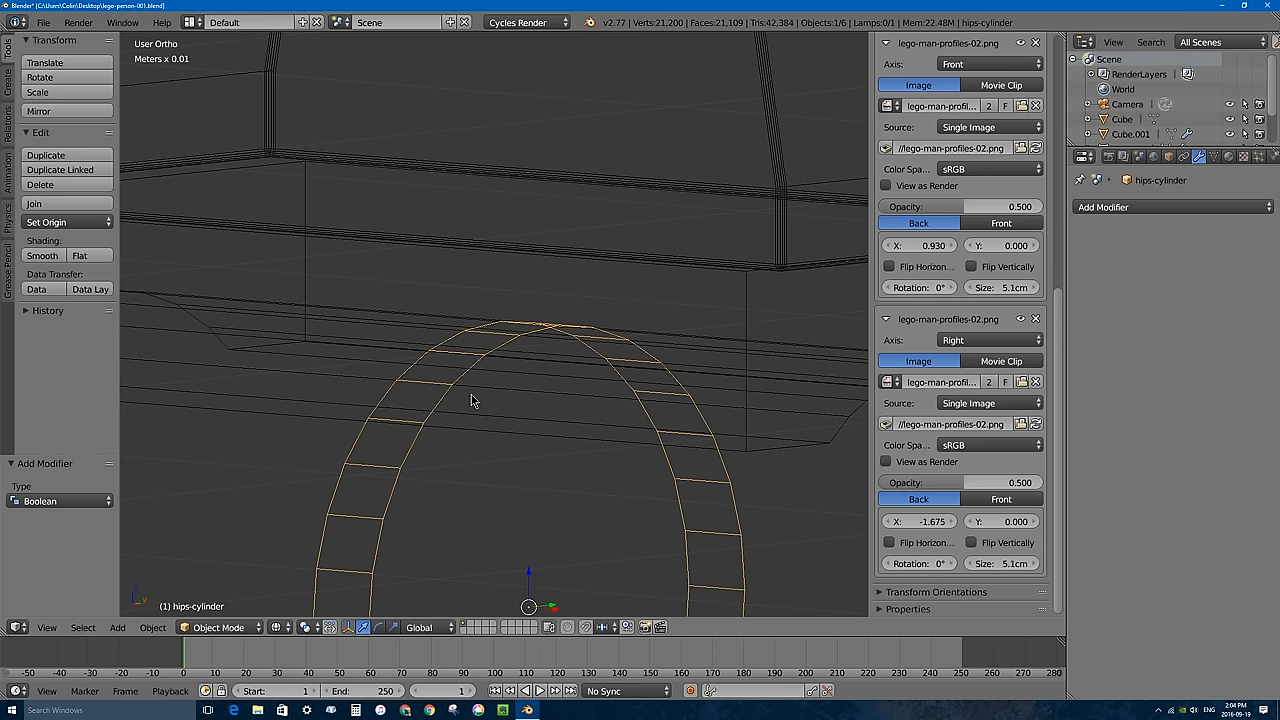 Blender* [C:\Users\Colin\Desktop\lego-person-001.blend]
File Render Window Help Default Scene Cycles Render v2.77 | Verts:21,200 | Faces:21,109 | Tris:42,384 | Objects:1/6 | Lamps:0/1 | Mem:22.48M | hips-cylinder
Tools
Create
Relations
Animation
Physics
Grease Pencil
Transform
Translate
Rotate
Scale
Mirror
Edit
Duplicate
Duplicate Linked
Delete
Join
Set Origin
Shading:
Smooth Flat
Data Transfer:
Data Data Lay
History
Add Modifier
Type
Boolean
User Ortho
Meters x 0.01
(1) hips-cylinder
lego-man-profiles-02.png
Axis: Front
Image Movie Clip
lego-man-profil... 2 F
Source: Single Image
//lego-man-profiles-02.png
Color Spa... sRGB
View as Render
Opacity: 0.500
Back Front
X: 0.930 Y: 0.000
Flip Horizon... Flip Vertically
Rotation: 0° Size: 5.1cm
lego-man-profiles-02.png
Axis: Right
Image Movie Clip
lego-man-profil... 2 F
Source: Single Image
//lego-man-profiles-02.png
Color Spa... sRGB
View as Render
Opacity: 0.500
Back Front
X: -1.675 Y: 0.000
Flip Horizon... Flip Vertically
Rotation: 0° Size: 5.1cm
Transform Orientations
Properties
View Search All Scenes
Scene
RenderLayers
World
Camera
Cube
Cube.001
hips-cylinder
Add Modifier
View Select Add Object Object Mode Global
-50 -40 -30 -20 -10 0 10 20 30 40 50 60 70 80 90 100 110 120 130 140 150 160 170 180 190 200 210 220 230 240 250 260 270 280
View Marker Frame Playback Start: 1 End: 250 1 No Sync
Search Windows
ENG
2:04 PM
2016-09-19